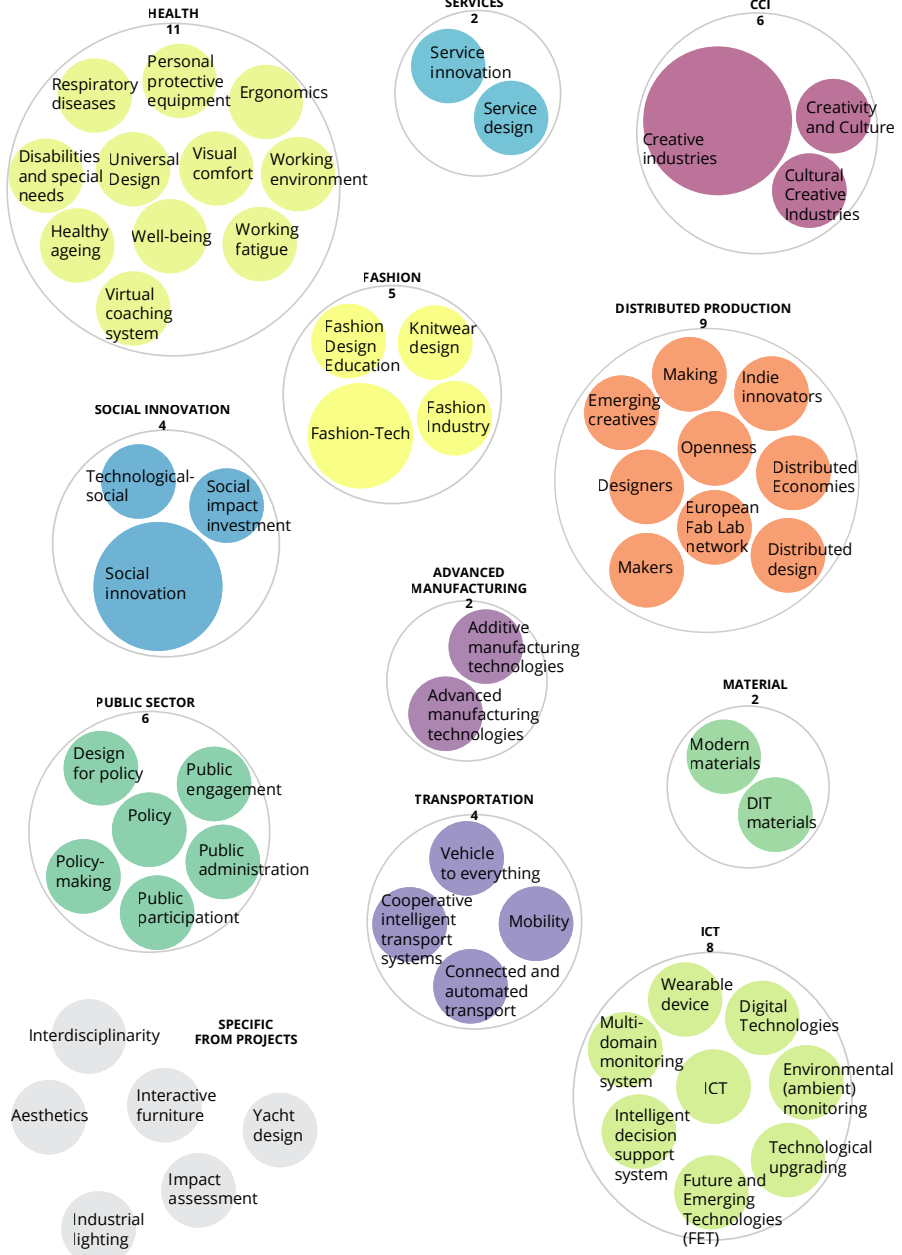 HEALTH
11
Respiratory
diseases
Personal
protective
equipment
Ergonomics
Disabilities
and special
needs
Universal
Design
Visual
comfort
Working
environment
Healthy
ageing
Well-being
Working
fatigue
Virtual
coaching
system
SERVICES
2
Service
innovation
Service
design
CCI
6
Creative
industries
Creativity
and Culture
Cultural
Creative
Industries
FASHION
5
Fashion
Design
Education
Knitwear
design
Fashion-Tech
Fashion
Industry
DISTRIBUTED PRODUCTION
9
Making
Indie
innovators
Emerging
creatives
Openness
Distributed
Economies
Designers
European
Fab Lab
network
Makers
Distributed
design
SOCIAL INNOVATION
4
Technological-
social
Social
impact
investment
Social
innovation
ADVANCED
MANUFACTURING
2
Additive
manufacturing
technologies
Advanced
manufacturing
technologies
MATERIAL
2
Modern
materials
DIT
materials
PUBLIC SECTOR
6
Design
for policy
Public
engagement
Policy
Policy-
making
Public
administration
Public
participationt
TRANSPORTATION
4
Vehicle
to everything
Cooperative
intelligent
transport
systems
Mobility
Connected and
automated
transport
ICT
8
Wearable
device
Digital
Technologies
Multi-
domain
monitoring
system
ICT
Environmental
(ambient)
monitoring
Intelligent
decision
support
system
Technological
upgrading
Future and
Emerging
Technologies
(FET)
SPECIFIC
FROM PROJECTS
Interdisciplinarity
Aesthetics
Interactive
furniture
Yacht
design
Impact
assessment
Industrial
lighting